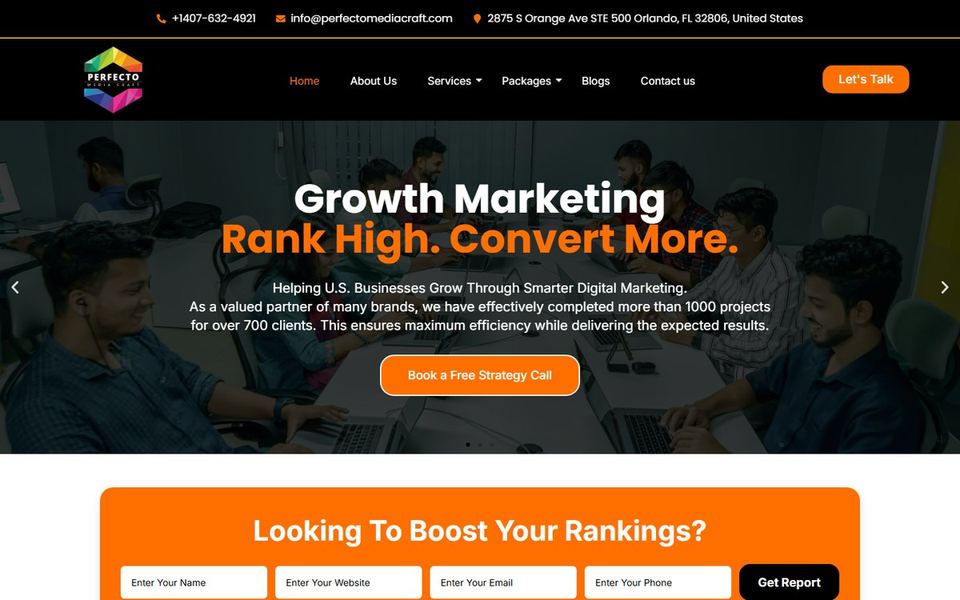 +1407-632-4921 info@perfectomediacraft.com 2875 S Orange Ave STE 500 Orlando, FL 32806, United States
PERFECTO
MEDIA CRAFT
Home About Us Services Packages Blogs Contact us Let's Talk
Growth Marketing
Rank High. Convert More.
Helping U.S. Businesses Grow Through Smarter Digital Marketing.
As a valued partner of many brands, we have effectively completed more than 1000 projects
for over 700 clients. This ensures maximum efficiency while delivering the expected results.
Book a Free Strategy Call
Looking To Boost Your Rankings?
Enter Your Name Enter Your Website Enter Your Email Enter Your Phone Get Report